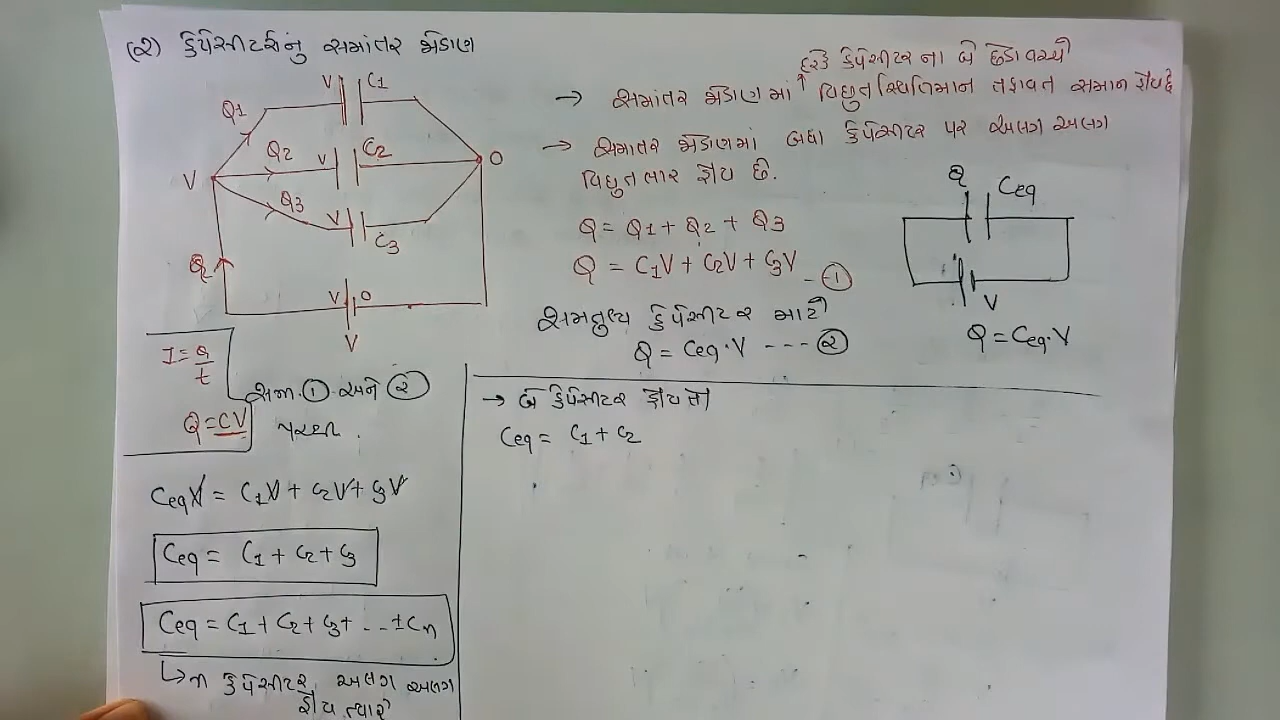 (૨) કેપેસીટર્સનું સમાંતર જોડાણ
V C1
Q1
Q2 V C2
V O
Q3 V C3
Q
V O
V
I = Q/t
Q = CV
→ સમાંતર જોડાણમાં દરેક કેપેસીટર ના બે છેડા વચ્ચે વિદ્યુતસ્થિતિમાન તફાવત સમાન હોય છે
→ સમાંતર જોડાણમાં બધા કેપેસીટર પર અલગ અલગ
વિદ્યુતભાર હોય છે.
Q = Q1 + Q2 + Q3
Q = C1V + C2V + C3V - ①
સમતુલ્ય કેપેસીટર માટે
Q = Ceq·V --- ②
Q Ceq
V
Q = Ceq·V
સમી. ① અને ② પરથી.
CeqV = C1V + C2V + C3V
Ceq = C1 + C2 + C3
Ceq = C1 + C2 + C3 + - - + Cn
↳ n કેપેસીટર અલગ અલગ
હોય ત્યારે
→ બે કેપેસીટર હોય તો
Ceq = C1 + C2